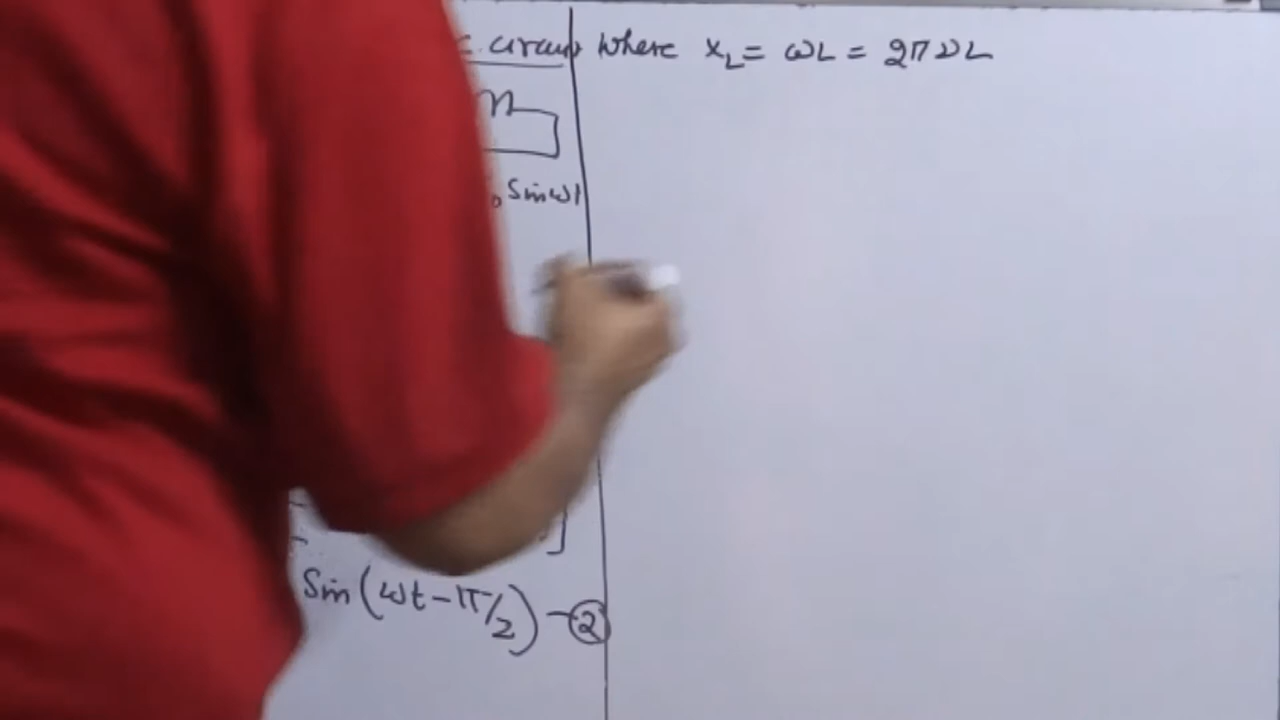 circuit
Sinωt
Sin(ωt-π/2) -②
where X_L = ωL = 2πνL